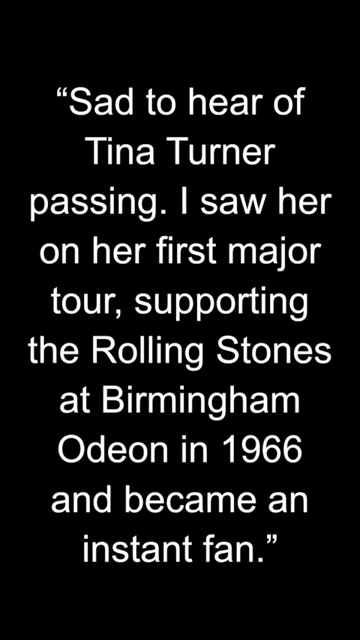 “Sad to hear of
Tina Turner
passing. I saw her
on her first major
tour, supporting
the Rolling Stones
at Birmingham
Odeon in 1966
and became an
instant fan.”